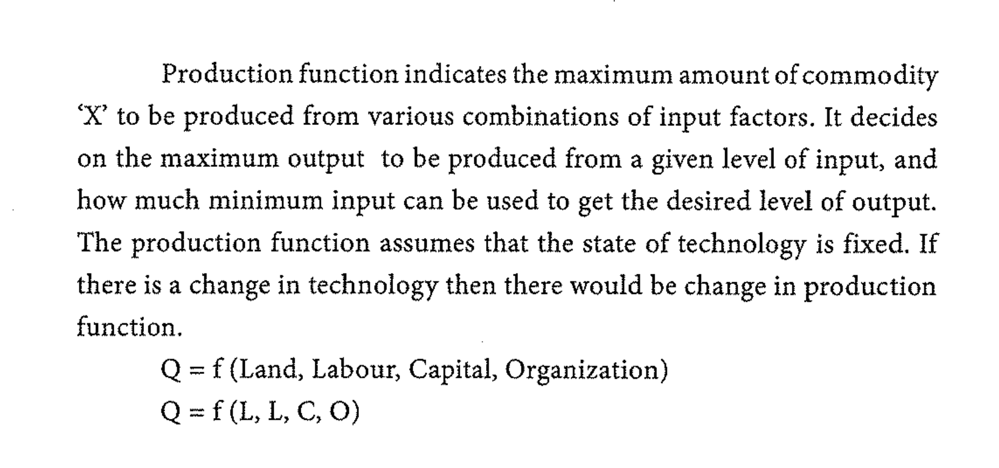 Production function indicates the maximum amount of commodity
‘X’ to be produced from various combinations of input factors. It decides
on the maximum output to be produced from a given level of input, and
how much minimum input can be used to get the desired level of output.
The production function assumes that the state of technology is fixed. If
there is a change in technology then there would be change in production
function.
Q = f (Land, Labour, Capital, Organization)
Q = f (L, L, C, O)